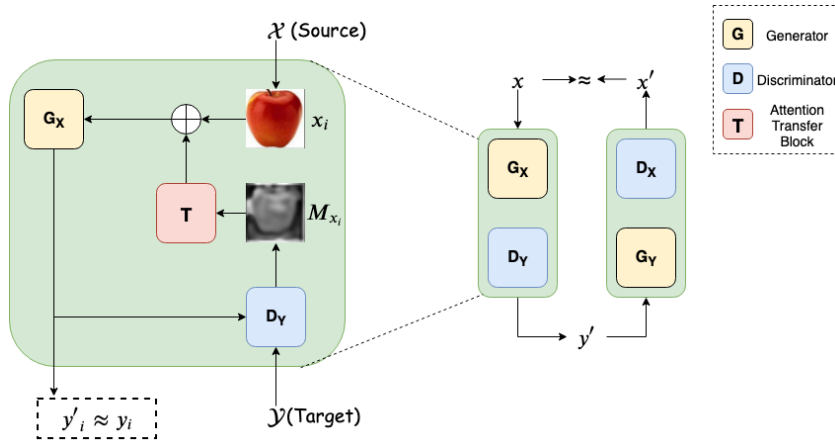 𝒳 (Source)
G_X
x_i
T
M_{x_i}
D_Y
y'_i ≈ y_i
𝒴 (Target)
x → ≈ ← x'
G_X
D_Y
D_X
G_Y
y'
G Generator
D Discriminator
T Attention
Transfer
Block